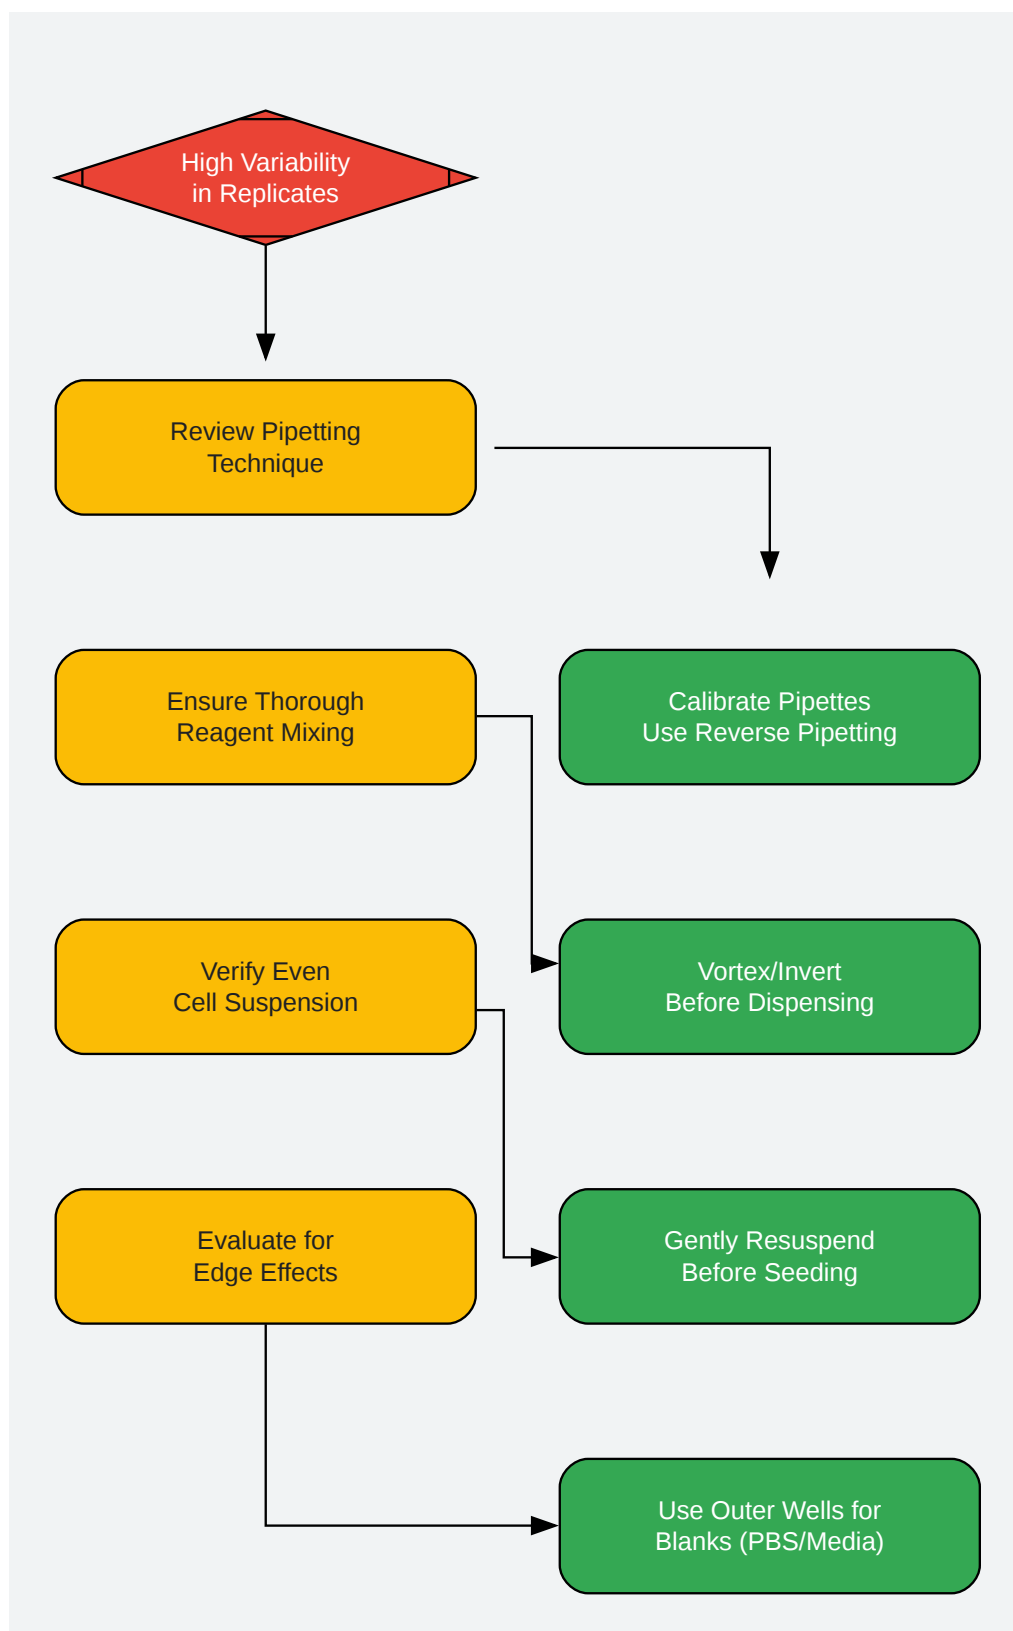 High Variability
in Replicates
Review Pipetting
Technique
Ensure Thorough
Reagent Mixing
Calibrate Pipettes
Use Reverse Pipetting
Verify Even
Cell Suspension
Vortex/Invert
Before Dispensing
Evaluate for
Edge Effects
Gently Resuspend
Before Seeding
Use Outer Wells for
Blanks (PBS/Media)